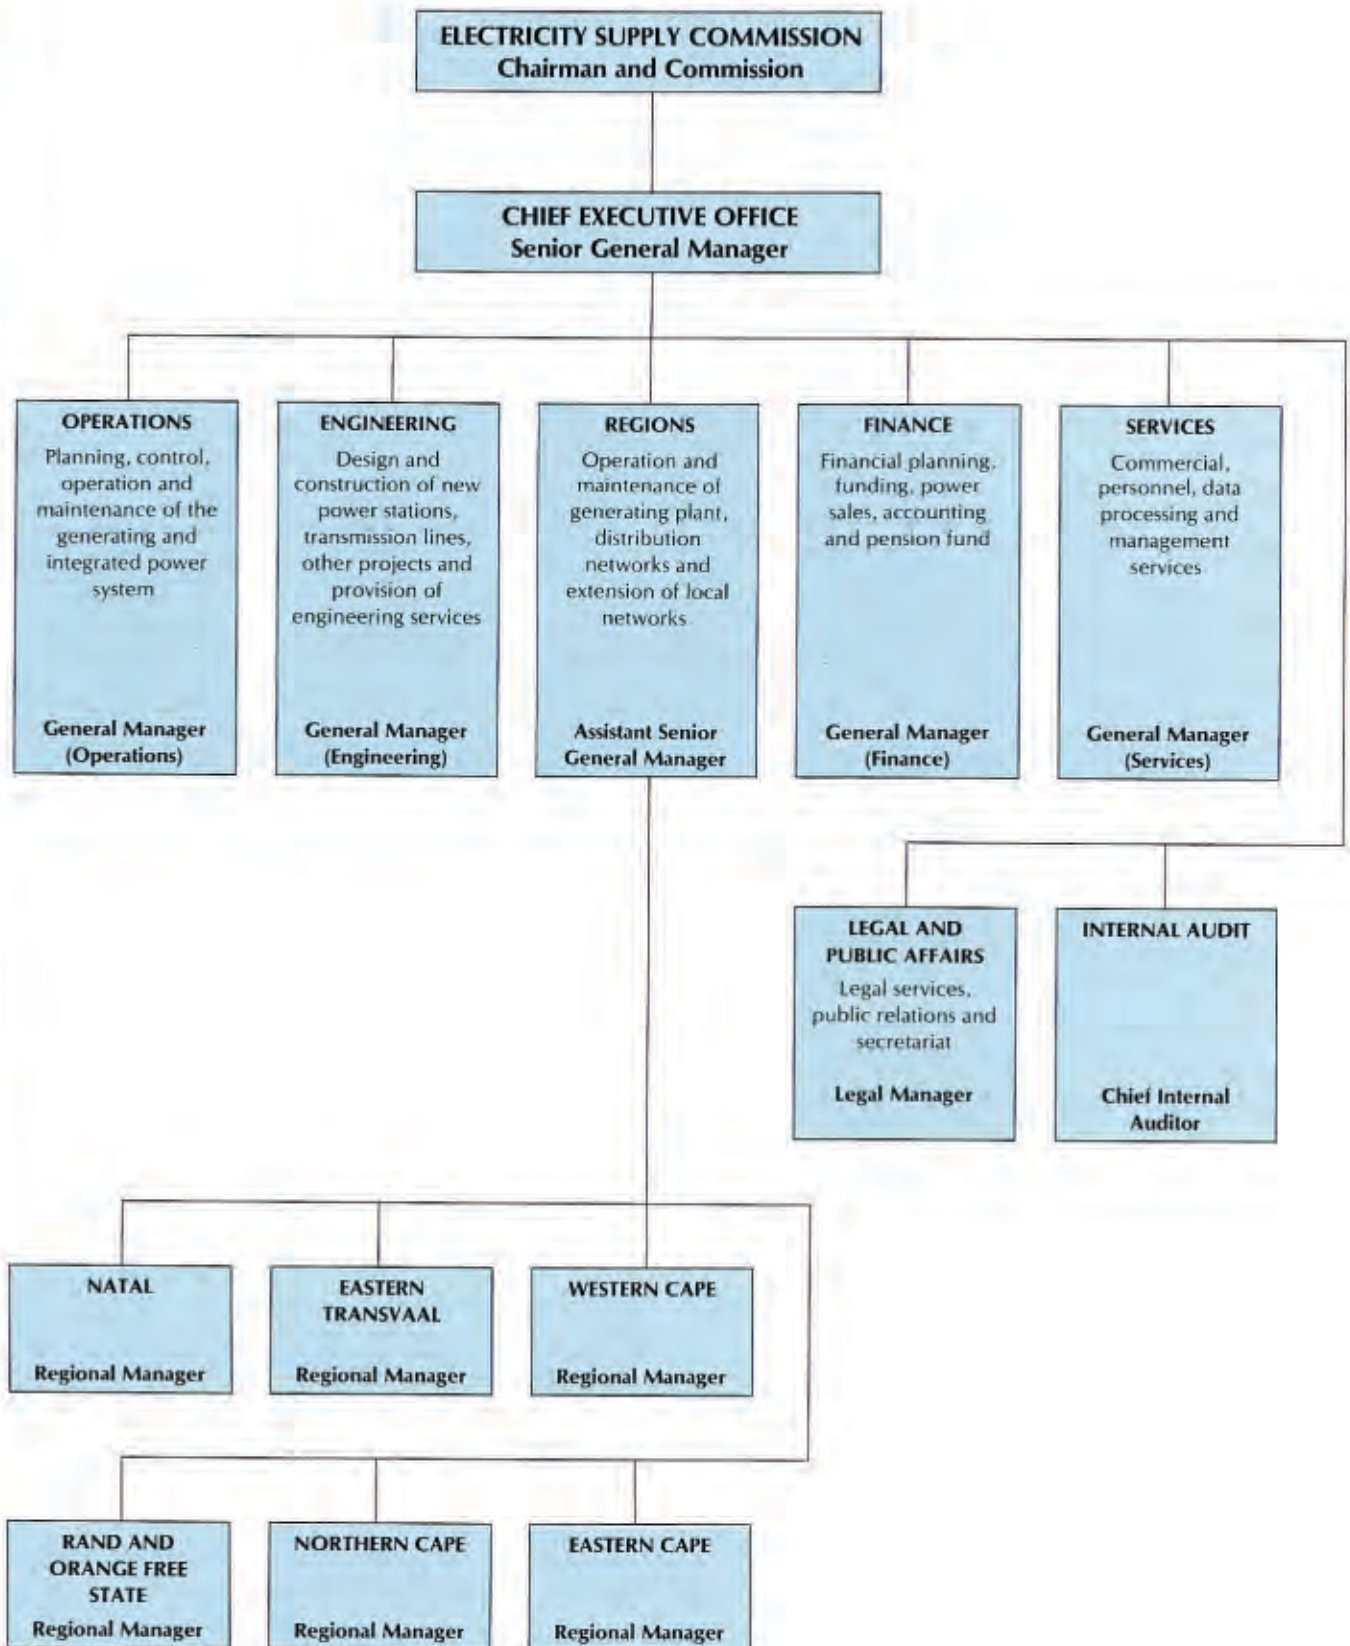 ELECTRICITY SUPPLY COMMISSION
Chairman and Commission
CHIEF EXECUTIVE OFFICE
Senior General Manager
OPERATIONS
Planning, control,
operation and
maintenance of the
generating and
integrated power
system
General Manager
(Operations)
ENGINEERING
Design and
construction of new
power stations,
transmission lines,
other projects and
provision of
engineering services
General Manager
(Engineering)
REGIONS
Operation and
maintenance of
generating plant,
distribution
networks and
extension of local
networks
Assistant Senior
General Manager
FINANCE
Financial planning,
funding, power
sales, accounting
and pension fund
General Manager
(Finance)
SERVICES
Commercial,
personnel, data
processing and
management
services
General Manager
(Services)
LEGAL AND
PUBLIC AFFAIRS
Legal services,
public relations and
secretariat
Legal Manager
INTERNAL AUDIT
Chief Internal
Auditor
NATAL
Regional Manager
EASTERN
TRANSVAAL
Regional Manager
WESTERN CAPE
Regional Manager
RAND AND
ORANGE FREE
STATE
Regional Manager
NORTHERN CAPE
Regional Manager
EASTERN CAPE
Regional Manager